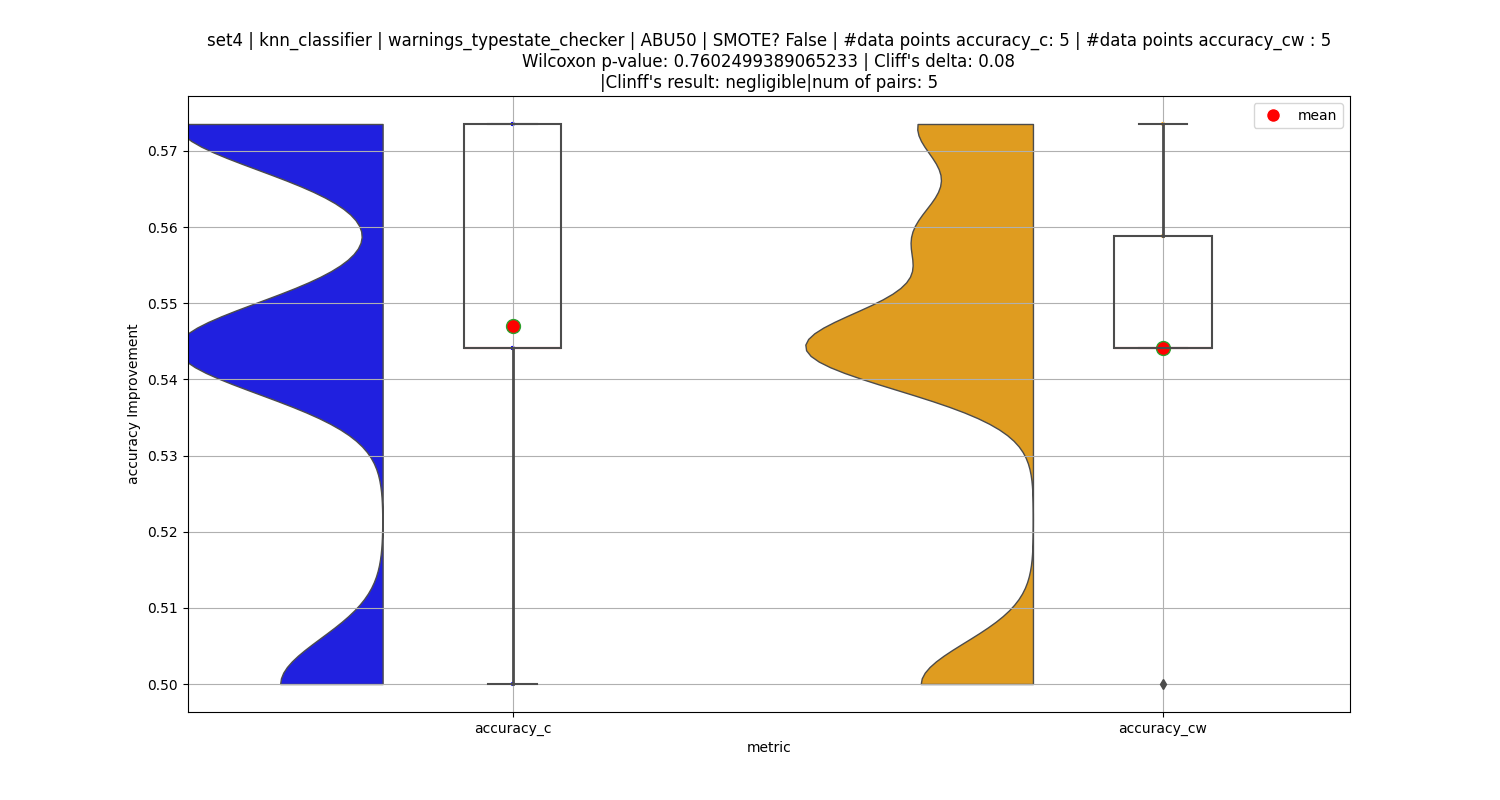 set4 | knn_classifier | warnings_typestate_checker | ABU50 | SMOTE? False | #data points accuracy_c: 5 | #data points accuracy_cw : 5
Wilcoxon p-value: 0.7602499389065233 | Cliff's delta: 0.08
|Clinff's result: negligible|num of pairs: 5
mean
0.57
0.56
0.55
0.54
0.53
0.52
0.51
0.50
accuracy Improvement
accuracy_c
accuracy_cw
metric